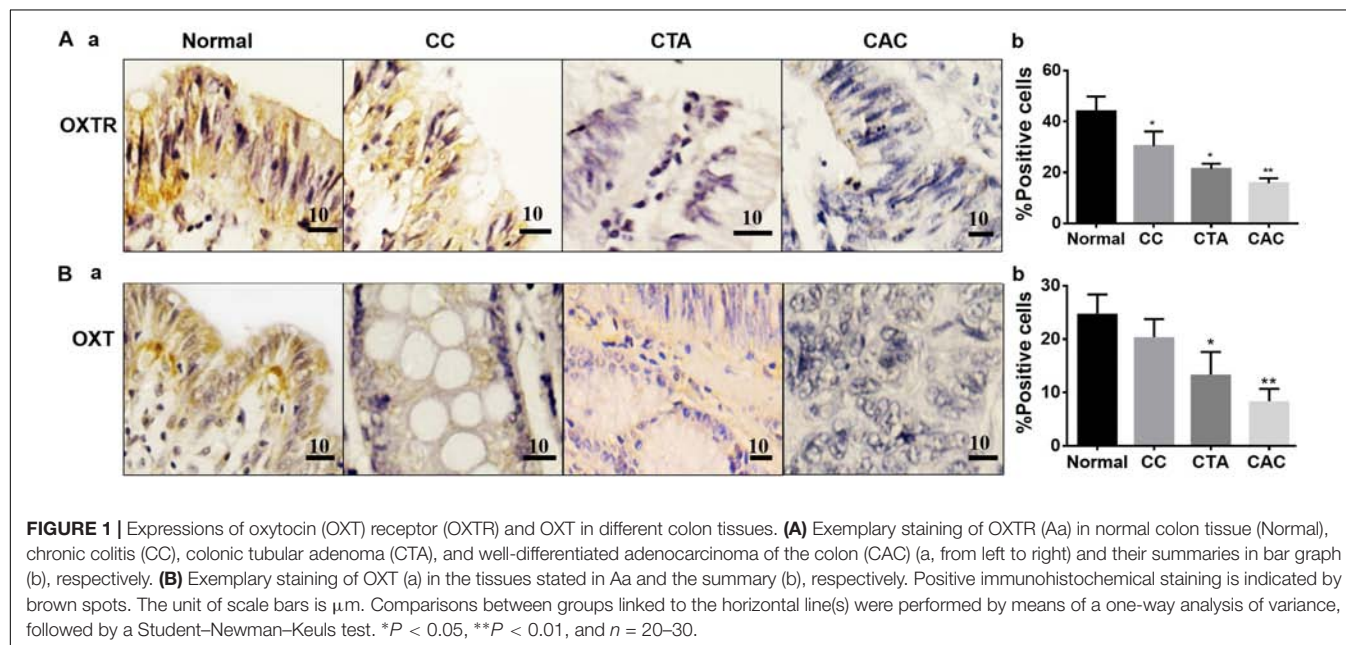 A a Normal CC CTA CAC b
OXTR
10 10 10 10
%Positive cells
60
40
20
0
* * **
Normal CC CTA CAC
B a b
OXT
10 10 10 10
%Positive cells
30
20
10
0
* **
Normal CC CTA CAC
FIGURE 1 | Expressions of oxytocin (OXT) receptor (OXTR) and OXT in different colon tissues. (A) Exemplary staining of OXTR (Aa) in normal colon tissue (Normal),
chronic colitis (CC), colonic tubular adenoma (CTA), and well-differentiated adenocarcinoma of the colon (CAC) (a, from left to right) and their summaries in bar graph
(b), respectively. (B) Exemplary staining of OXT (a) in the tissues stated in Aa and the summary (b), respectively. Positive immunohistochemical staining is indicated by
brown spots. The unit of scale bars is μm. Comparisons between groups linked to the horizontal line(s) were performed by means of a one-way analysis of variance,
followed by a Student–Newman–Keuls test. *P < 0.05, **P < 0.01, and n = 20–30.